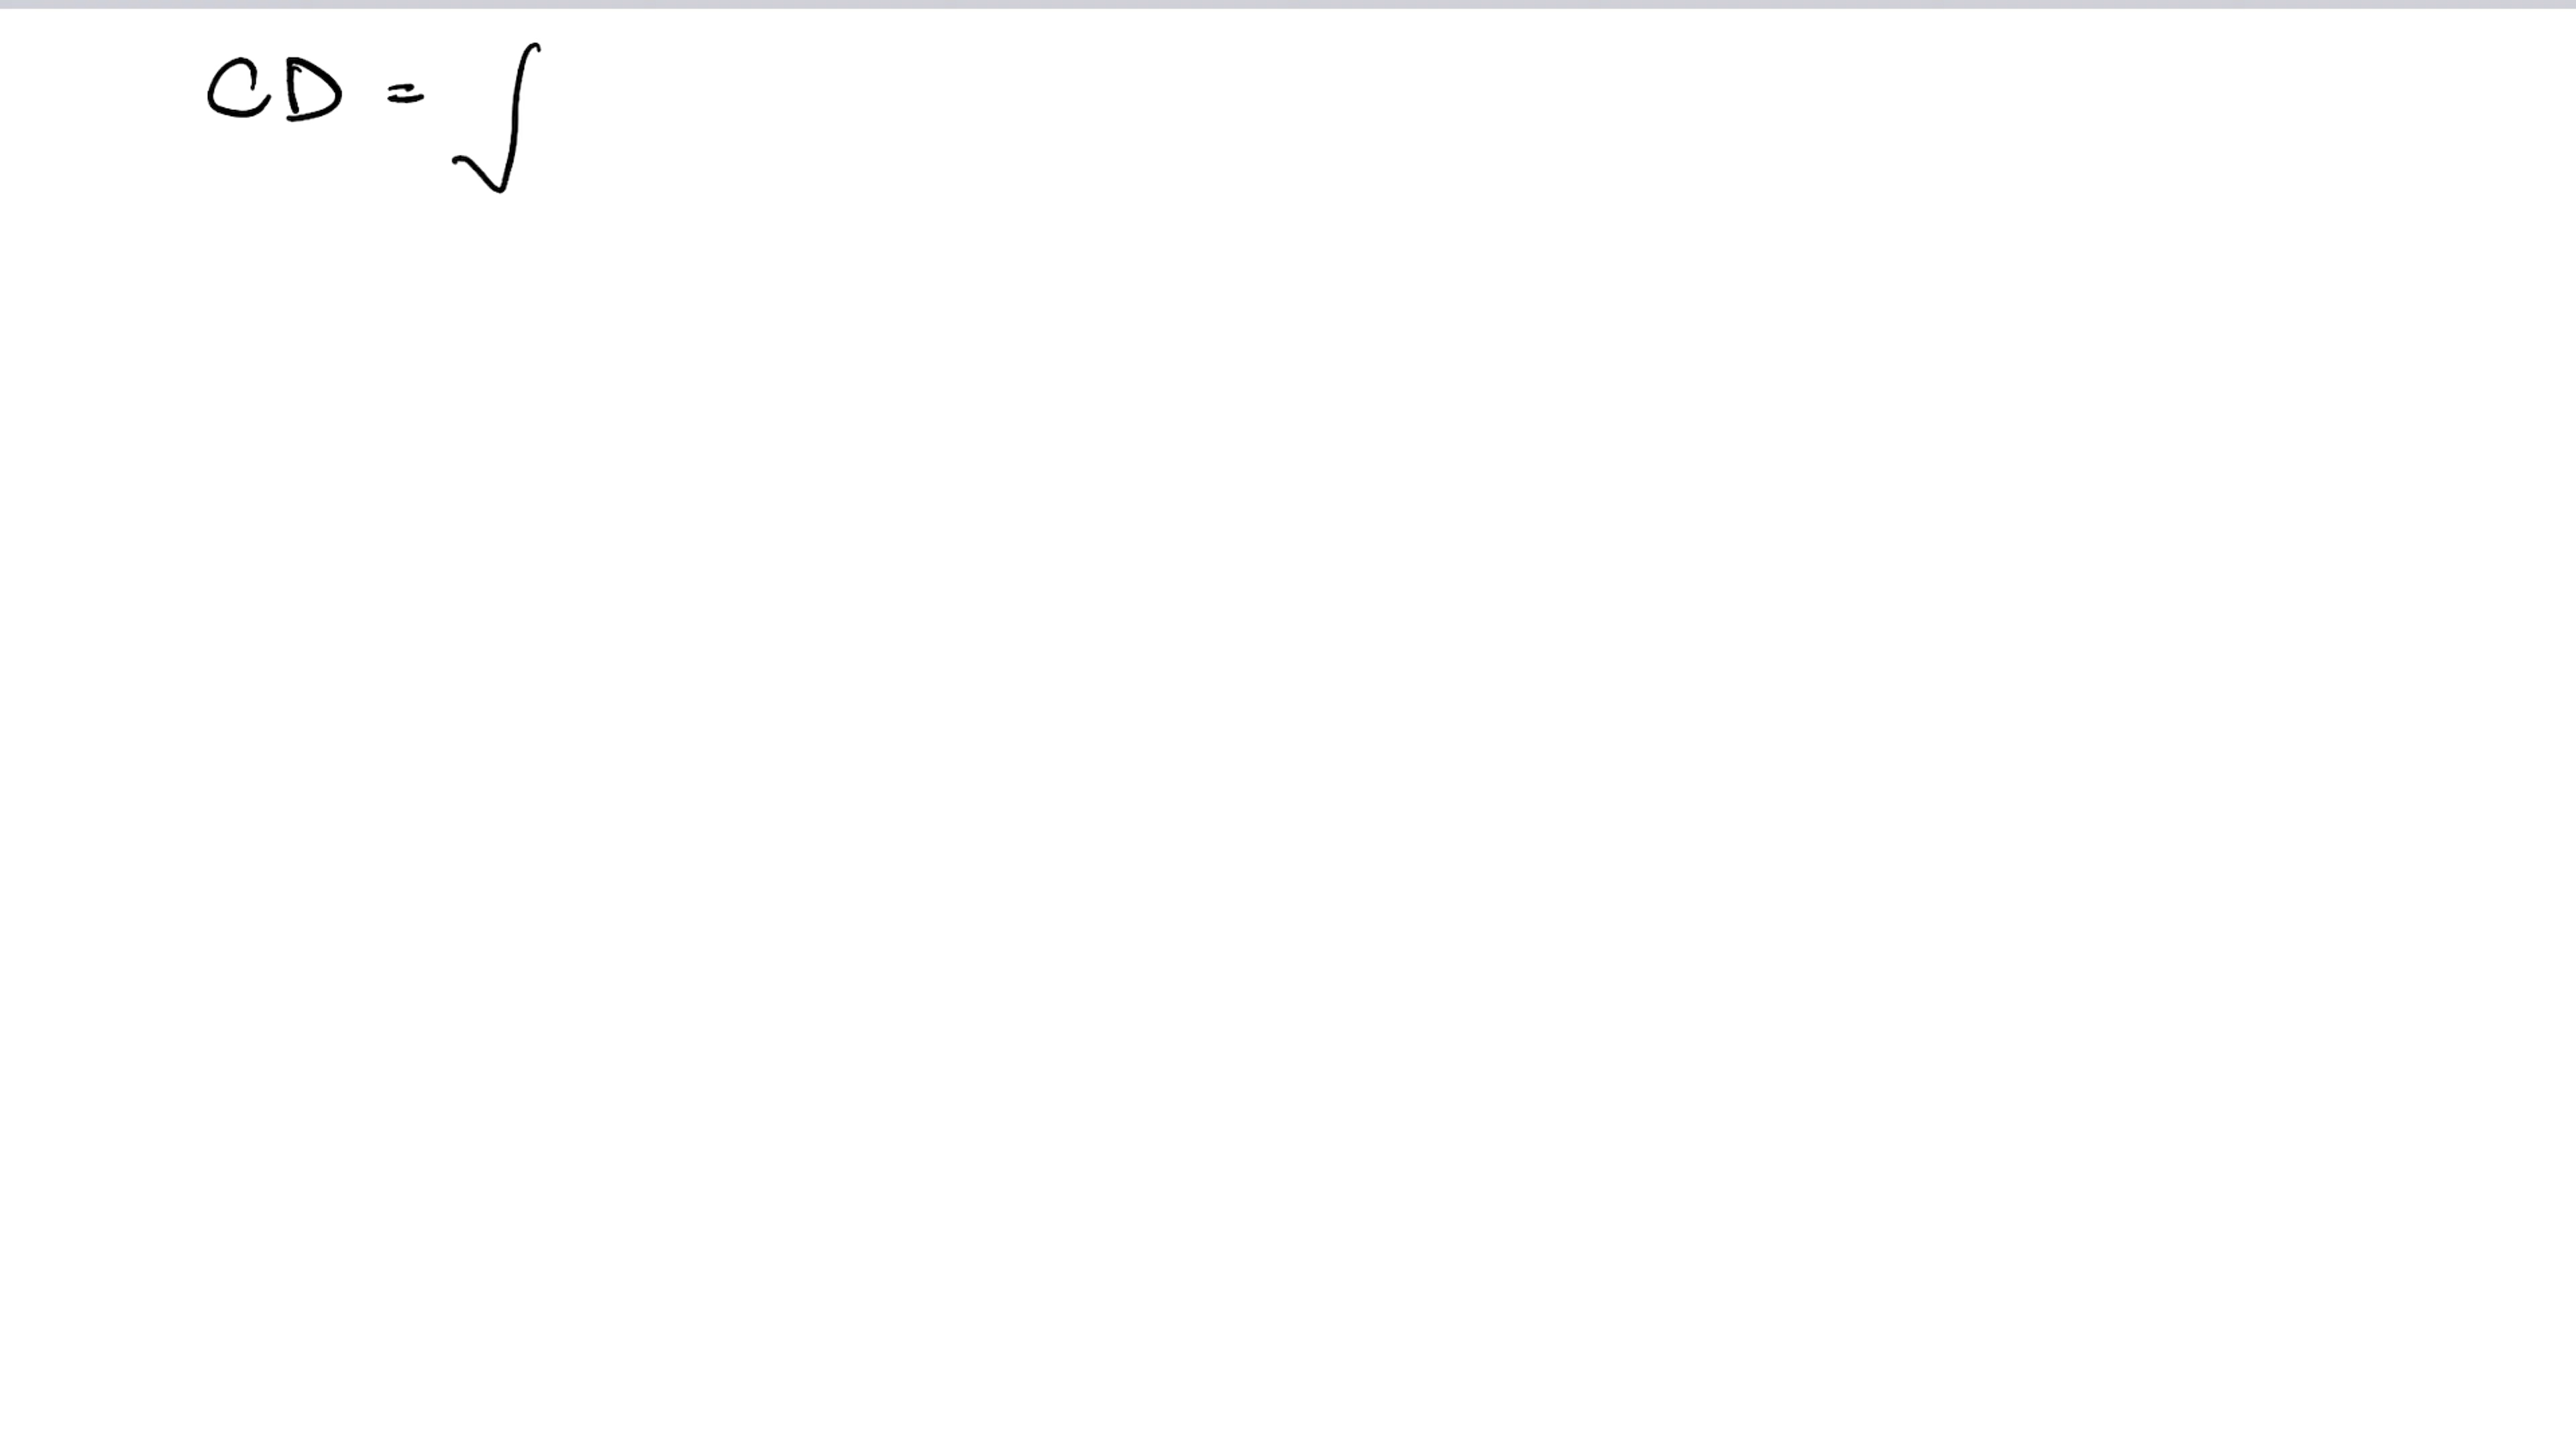 CD = ∫